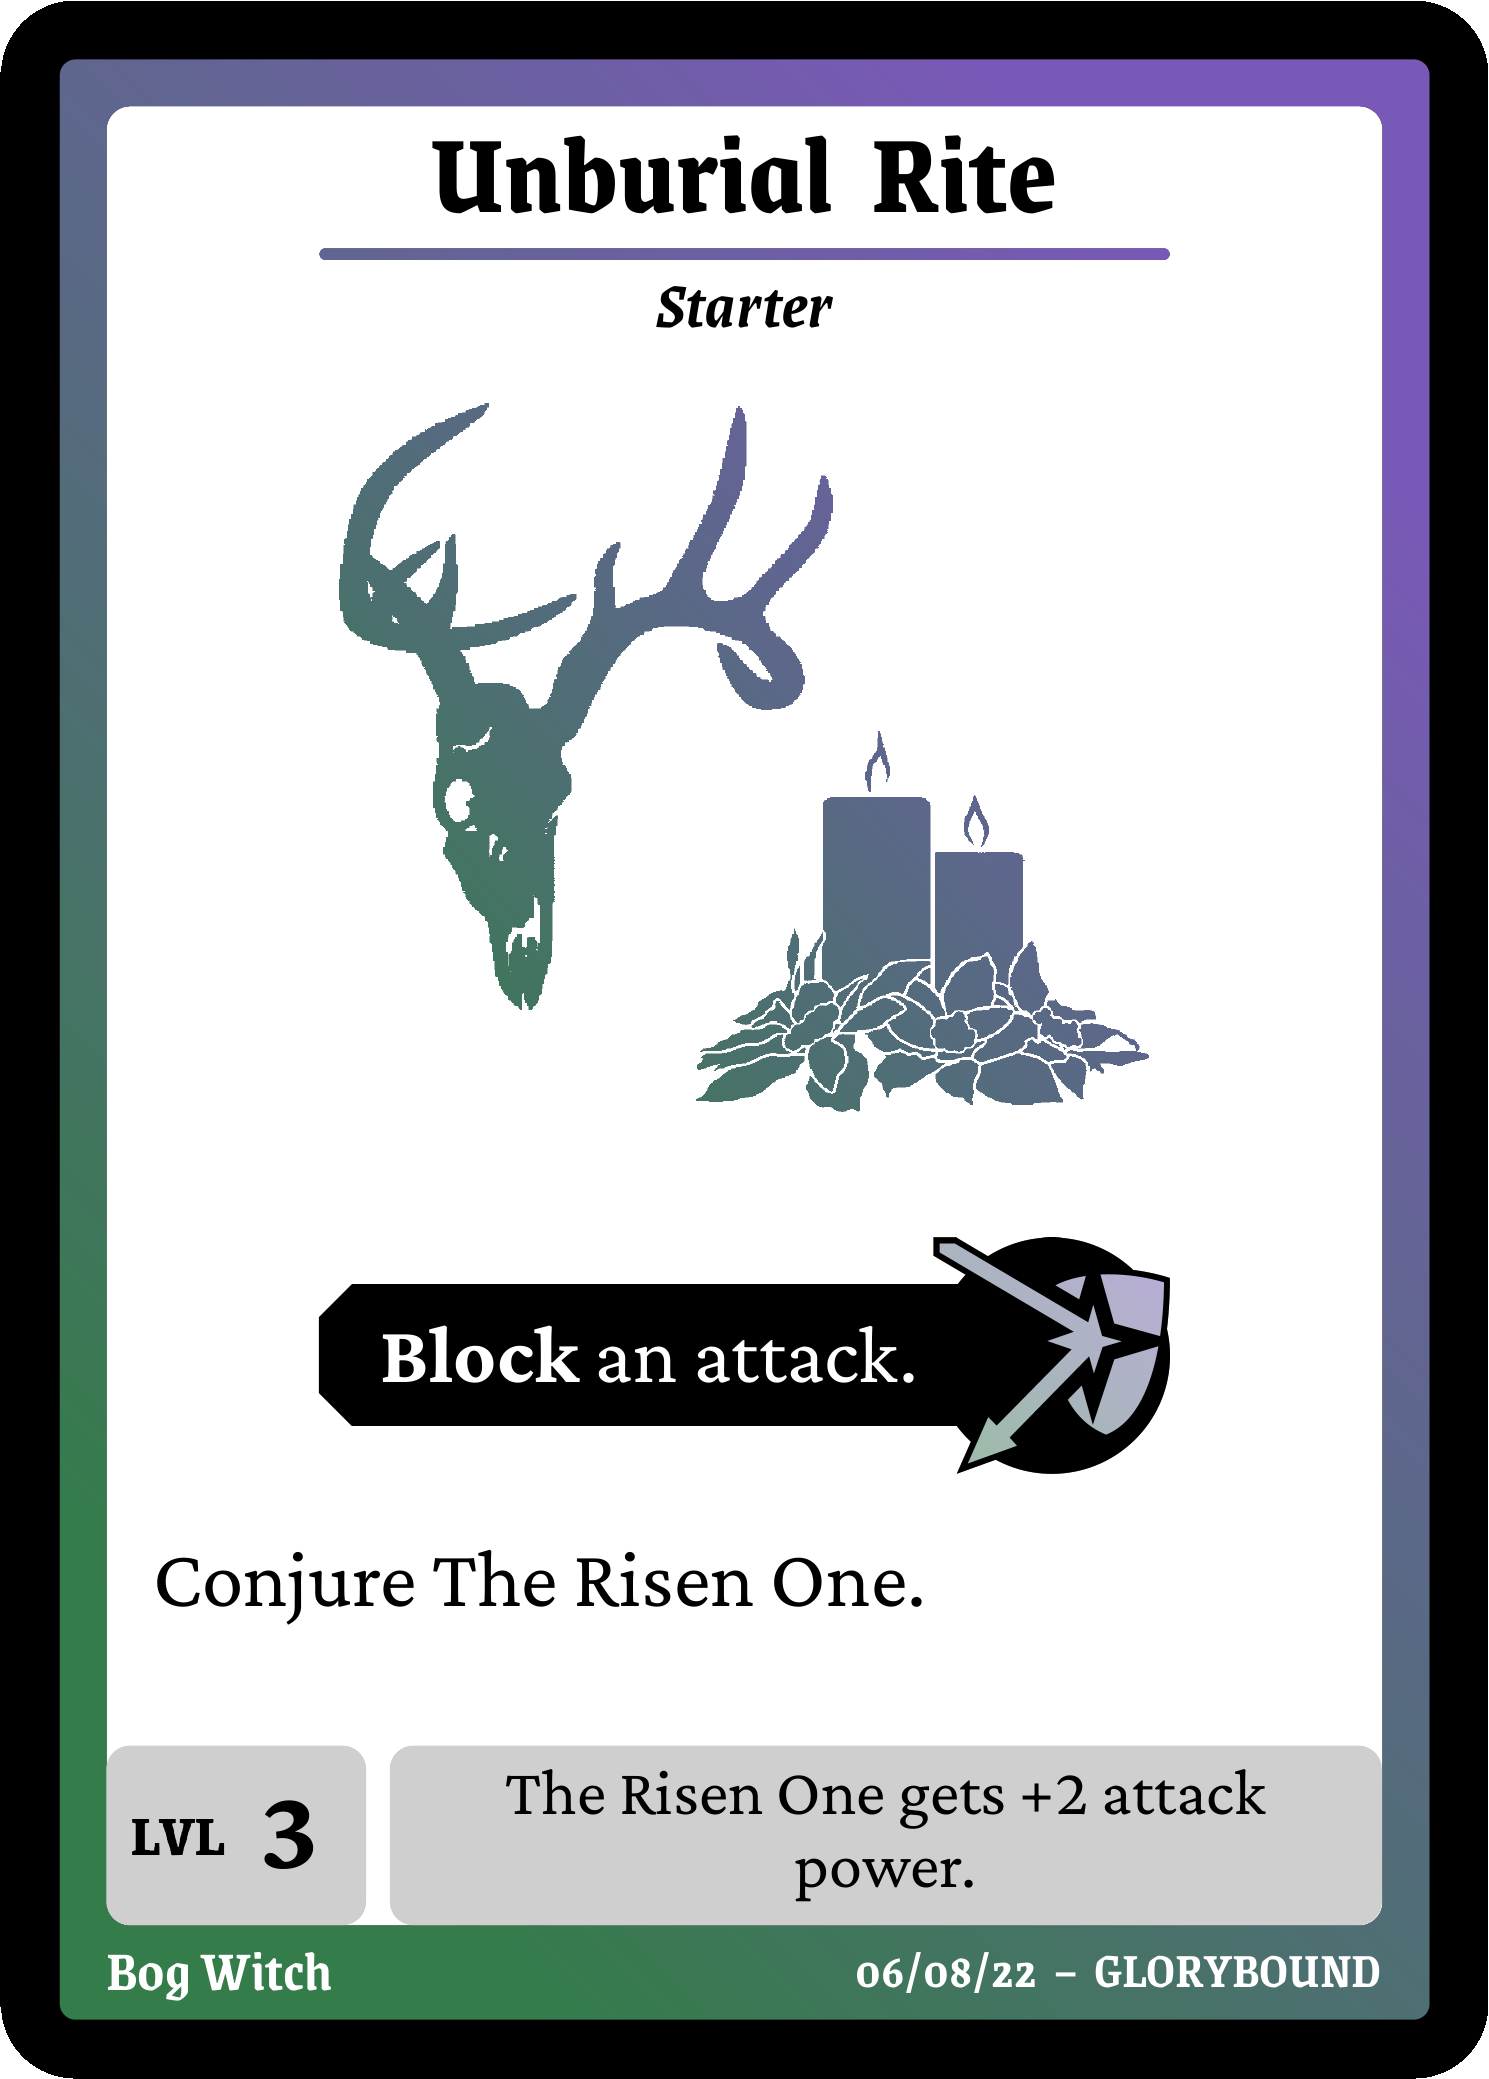 Unburial Rite
Starter
Block an attack.
Conjure The Risen One.
LVL 3
The Risen One gets +2 attack
power.
Bog Witch
06/08/22 – GLORYBOUND